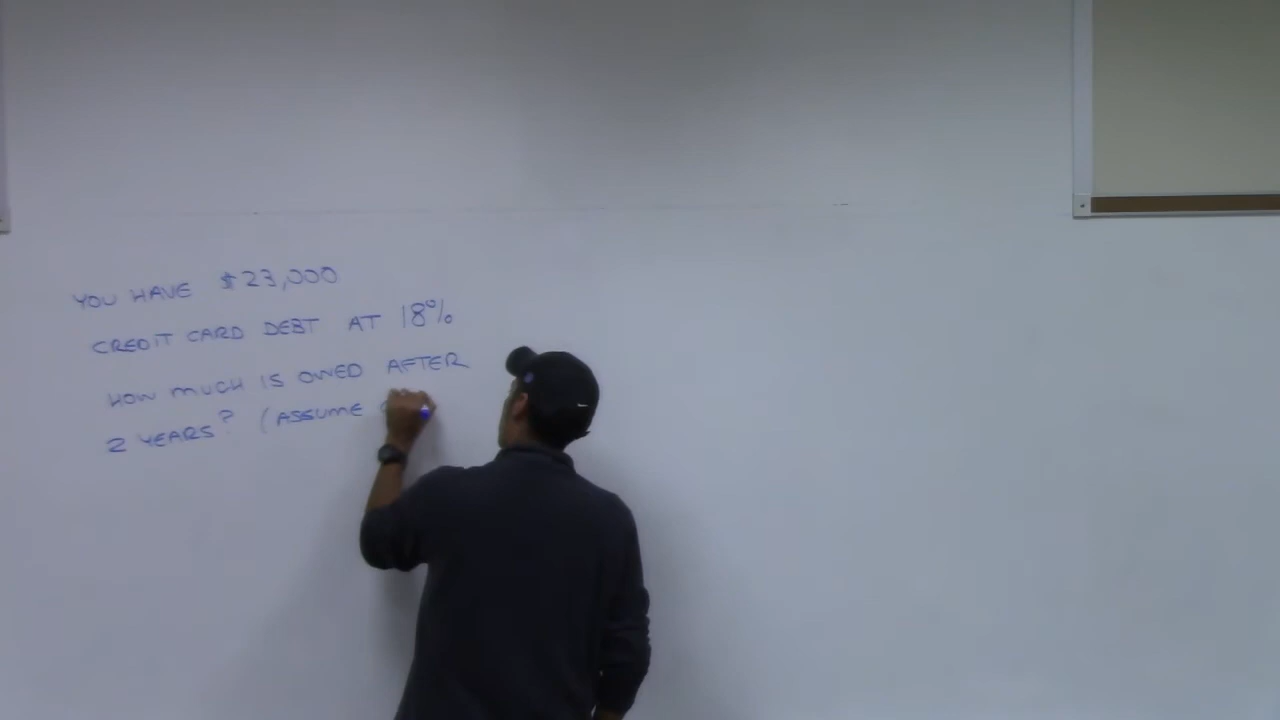 YOU HAVE $23,000
CREDIT CARD DEBT AT 18%
HOW MUCH IS OWED AFTER
2 YEARS? (ASSUME